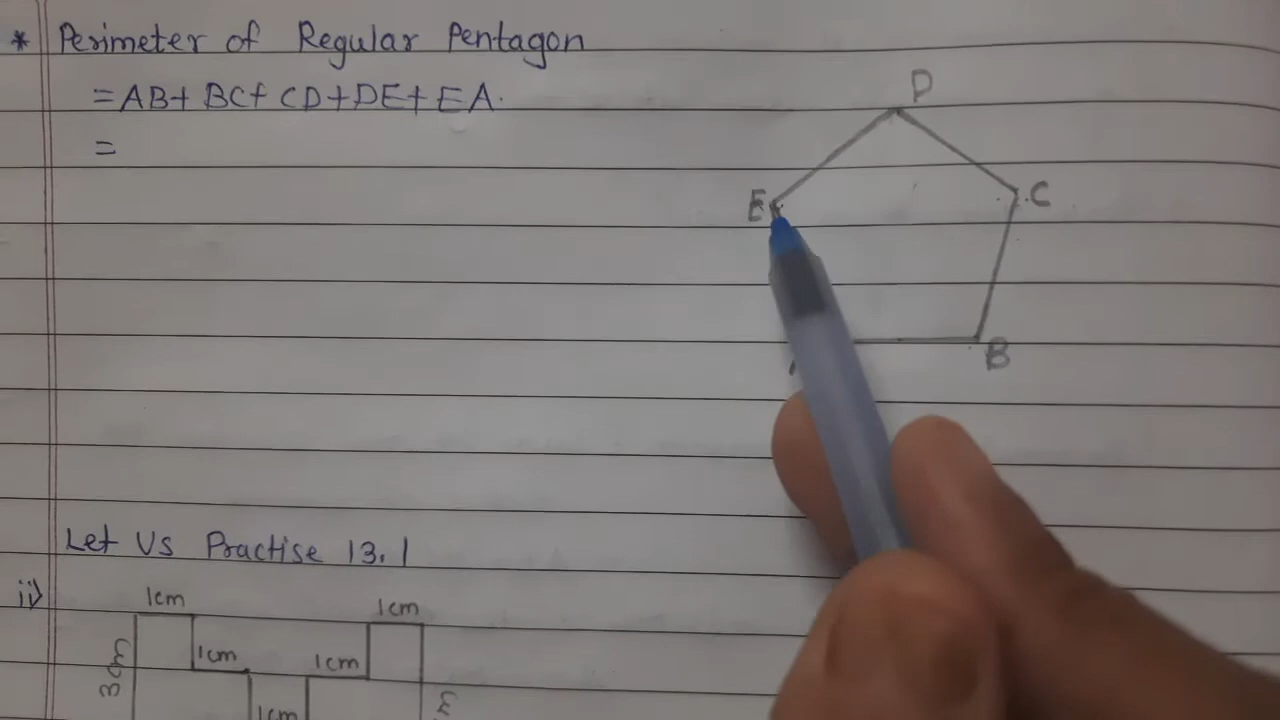 * Perimeter of Regular Pentagon
= AB+ BC+ CD+DE+ EA.
=
D
E
C
B
Let Us Practise 13.1
ii)
1cm
1cm
1cm
1cm
3cm
1cm